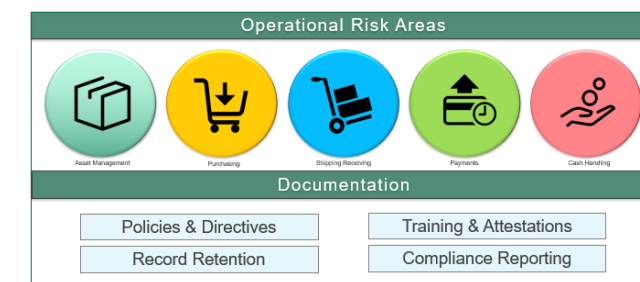 Operational Risk Areas
Asset Management
Purchasing
Shipping Receiving
Payments
Cash Handling
Documentation
Policies & Directives
Training & Attestations
Record Retention
Compliance Reporting